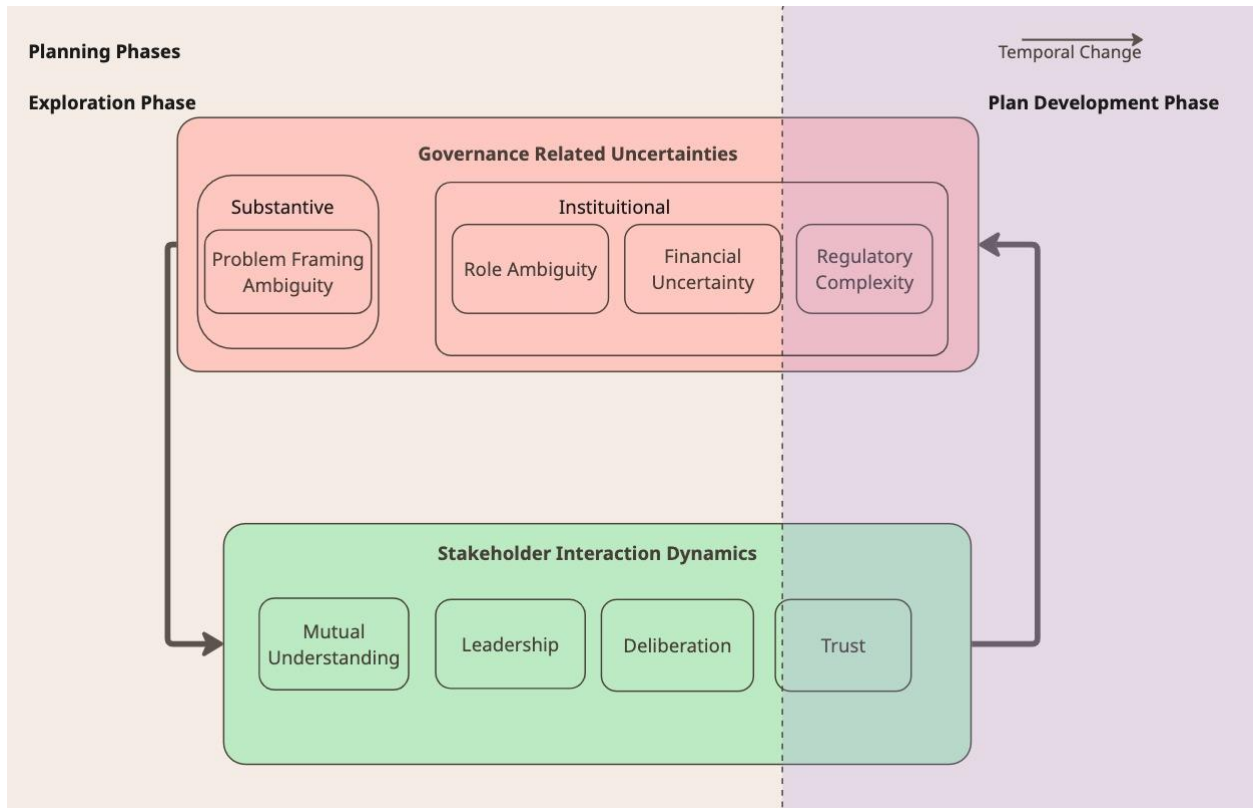 Planning Phases
Temporal Change
Exploration Phase
Plan Development Phase
Governance Related Uncertainties
Substantive
Instituitional
Problem Framing
Ambiguity
Role Ambiguity
Financial
Uncertainty
Regulatory
Complexity
Stakeholder Interaction Dynamics
Mutual
Understanding
Leadership
Deliberation
Trust